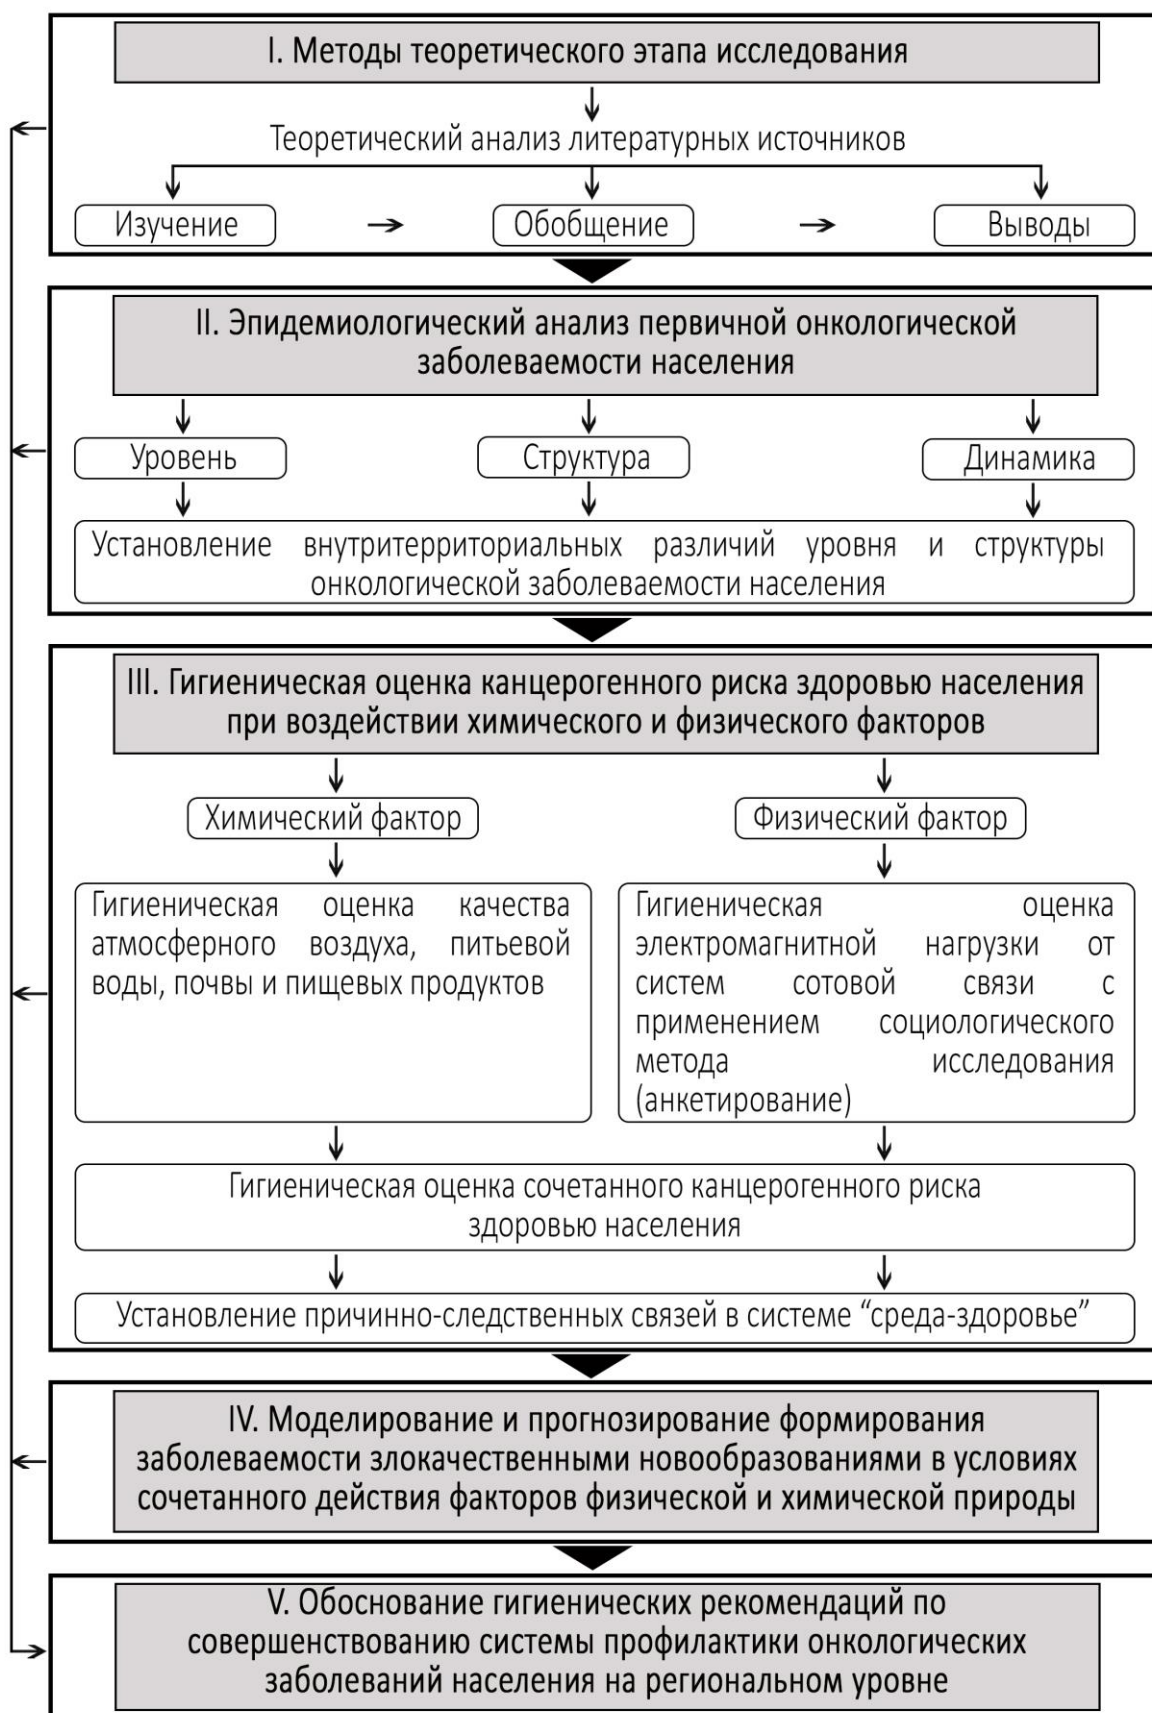 I. Методы теоретического этапа исследования
Теоретический анализ литературных источников
Изучение
Обобщение
Выводы
II. Эпидемиологический анализ первичной онкологической
заболеваемости населения
Уровень
Структура
Динамика
Установление внутритерриториальных различий уровня и структуры
онкологической заболеваемости населения
III. Гигиеническая оценка канцерогенного риска здоровью населения
при воздействии химического и физического факторов
Химический фактор
Физический фактор
Гигиеническая оценка качества
атмосферного воздуха, питьевой
воды, почвы и пищевых продуктов
Гигиеническая оценка
электромагнитной нагрузки от
систем сотовой связи с
применением социологического
метода исследования
(анкетирование)
Гигиеническая оценка сочетанного канцерогенного риска
здоровью населения
Установление причинно-следственных связей в системе “среда-здоровье”
IV. Моделирование и прогнозирование формирования
заболеваемости злокачественными новообразованиями в условиях
сочетанного действия факторов физической и химической природы
V. Обоснование гигиенических рекомендаций по
совершенствованию системы профилактики онкологических
заболеваний населения на региональном уровне